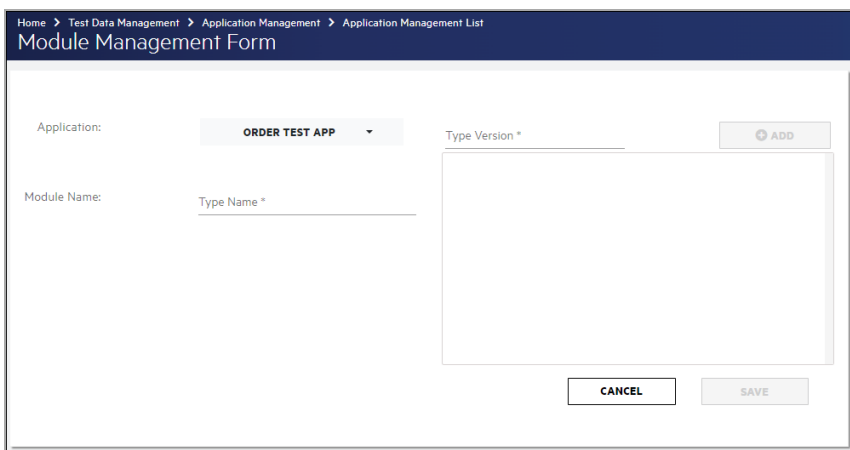 Home > Test Data Management > Application Management > Application Management List
Module Management Form
Application:
ORDER TEST APP
Type Version *
ADD
Module Name:
Type Name *
CANCEL
SAVE